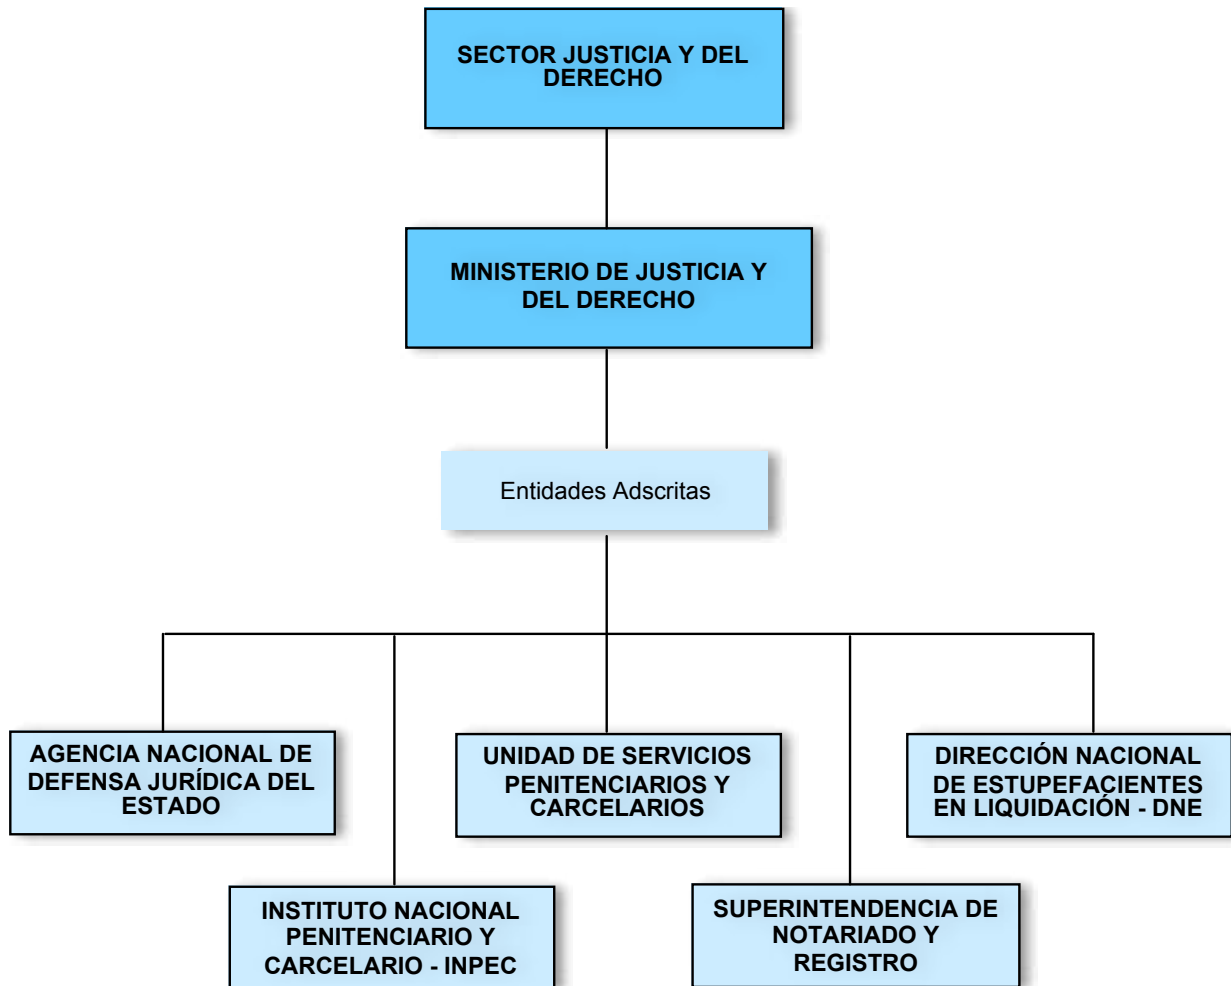 SECTOR JUSTICIA Y DEL
DERECHO
MINISTERIO DE JUSTICIA Y
DEL DERECHO
Entidades Adscritas
AGENCIA NACIONAL DE
DEFENSA JURÍDICA DEL
ESTADO
UNIDAD DE SERVICIOS
PENITENCIARIOS Y
CARCELARIOS
DIRECCIÓN NACIONAL
DE ESTUPEFACIENTES
EN LIQUIDACIÓN - DNE
INSTITUTO NACIONAL
PENITENCIARIO Y
CARCELARIO - INPEC
SUPERINTENDENCIA DE
NOTARIADO Y
REGISTRO